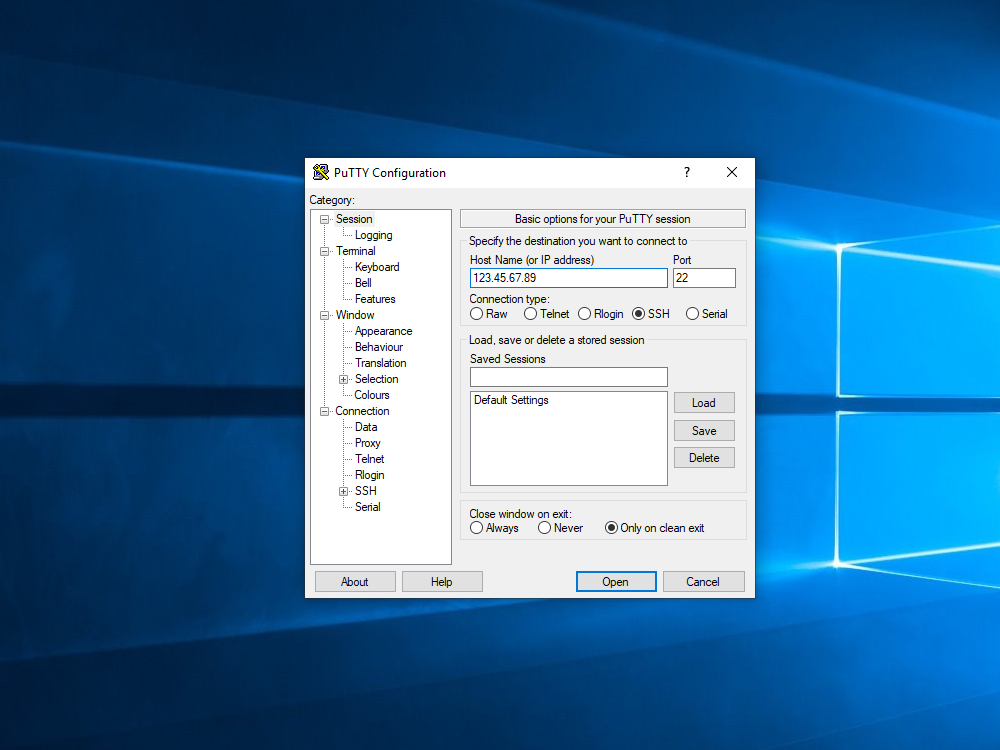 PuTTY Configuration
?
Category:
Session
Logging
Terminal
Keyboard
Bell
Features
Window
Appearance
Behaviour
Translation
Selection
Colours
Connection
Data
Proxy
Telnet
Rlogin
SSH
Serial
Basic options for your PuTTY session
Specify the destination you want to connect to
Host Name (or IP address) Port
123.45.67.89 22
Connection type:
Raw Telnet Rlogin SSH Serial
Load, save or delete a stored session
Saved Sessions
Default Settings
Load
Save
Delete
Close window on exit:
Always Never Only on clean exit
About Help Open Cancel